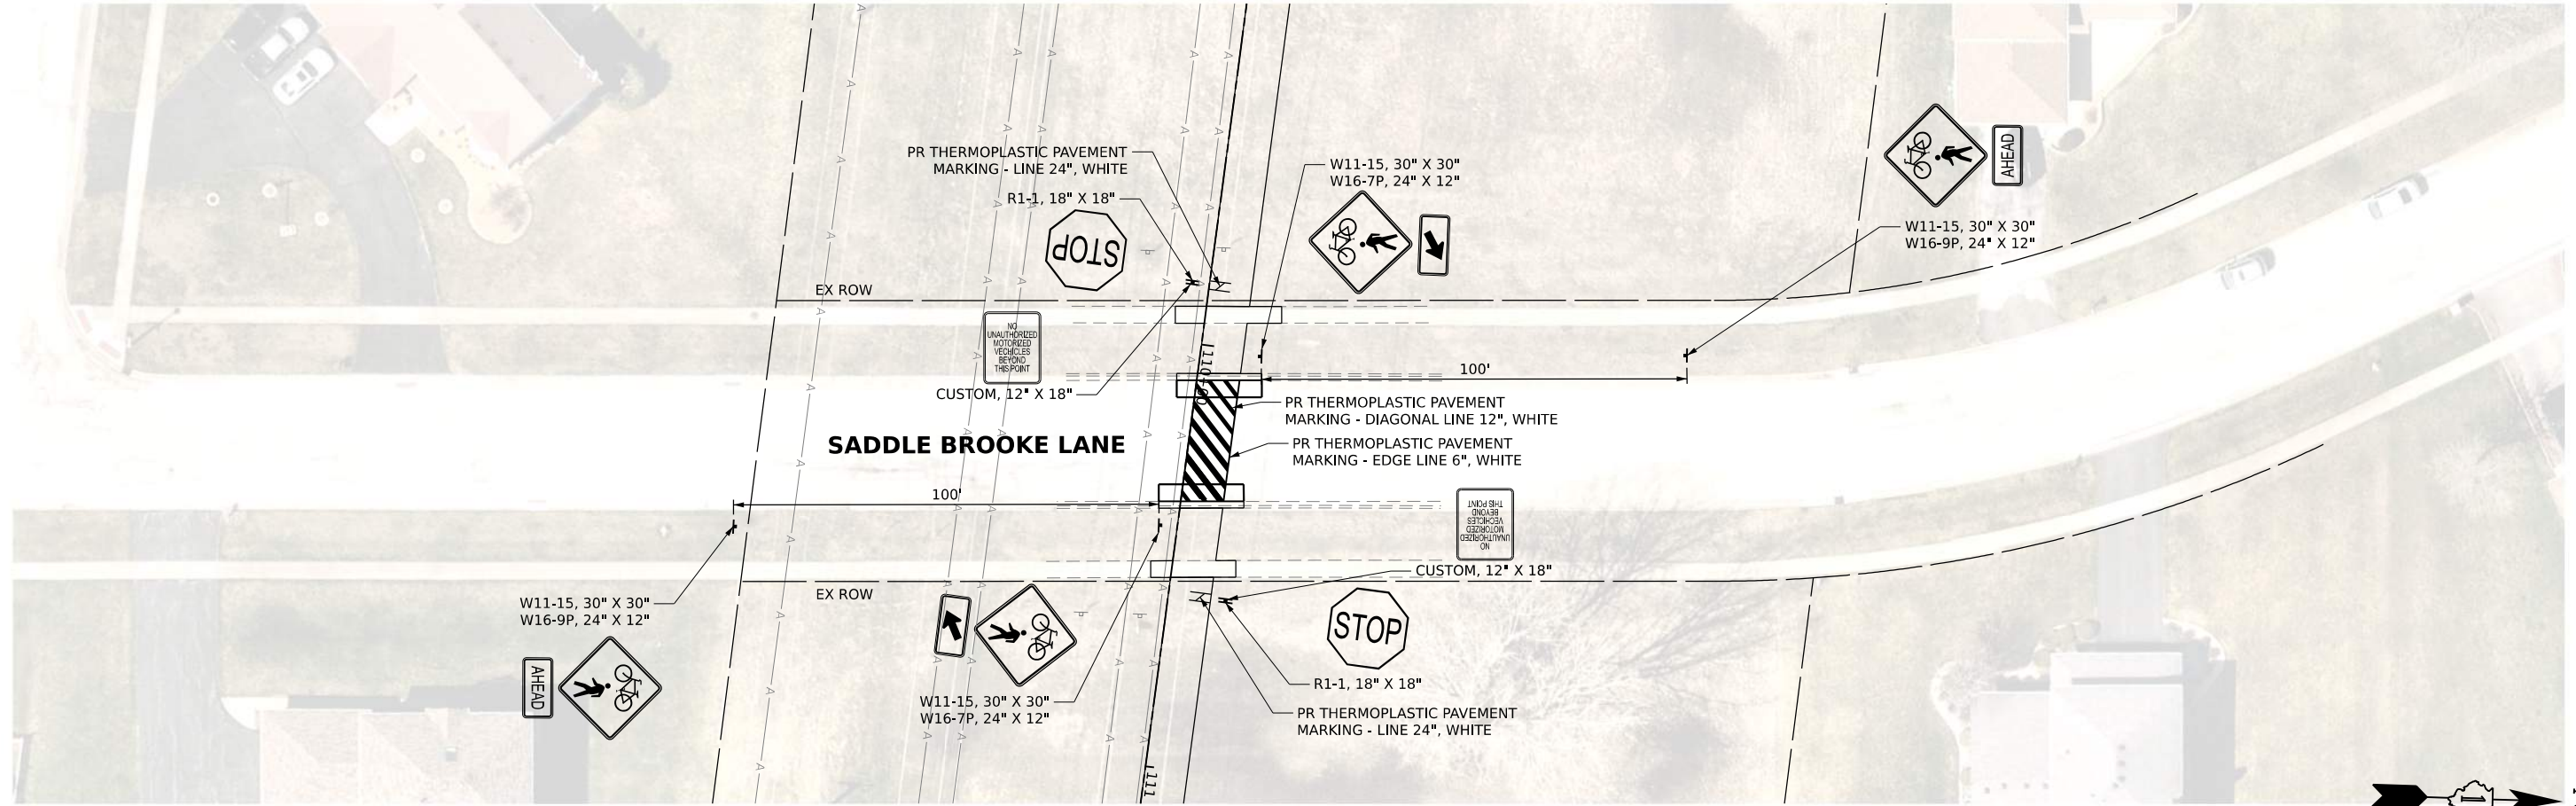 PR THERMOPLASTIC PAVEMENT
MARKING - LINE 24", WHITE
R1-1, 18" X 18"
STOP
W11-15, 30" X 30"
W16-7P, 24" X 12"
AHEAD
W11-15, 30" X 30"
W16-9P, 24" X 12"
EX ROW
NO
UNAUTHORIZED
MOTORIZED
VECHICLES
BEYOND
THIS POINT
CUSTOM, 12" X 18"
100'
PR THERMOPLASTIC PAVEMENT
MARKING - DIAGONAL LINE 12", WHITE
PR THERMOPLASTIC PAVEMENT
MARKING - EDGE LINE 6", WHITE
SADDLE BROOKE LANE
100'
NO
UNAUTHORIZED
MOTORIZED
VECHICLES
BEYOND
THIS POINT
CUSTOM, 12" X 18"
EX ROW
W11-15, 30" X 30"
W16-9P, 24" X 12"
AHEAD
W11-15, 30" X 30"
W16-7P, 24" X 12"
STOP
R1-1, 18" X 18"
PR THERMOPLASTIC PAVEMENT
MARKING - LINE 24", WHITE